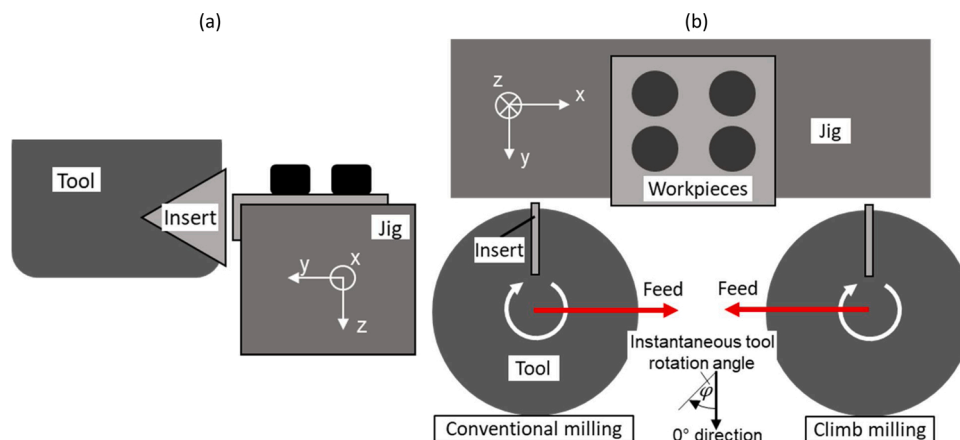 (a)
(b)
Tool
Insert
Jig
x
y
z
z
x
y
Jig
Workpieces
Insert
Feed
Feed
Tool
Instantaneous tool
rotation angle
φ
0° direction
Conventional milling
Climb milling